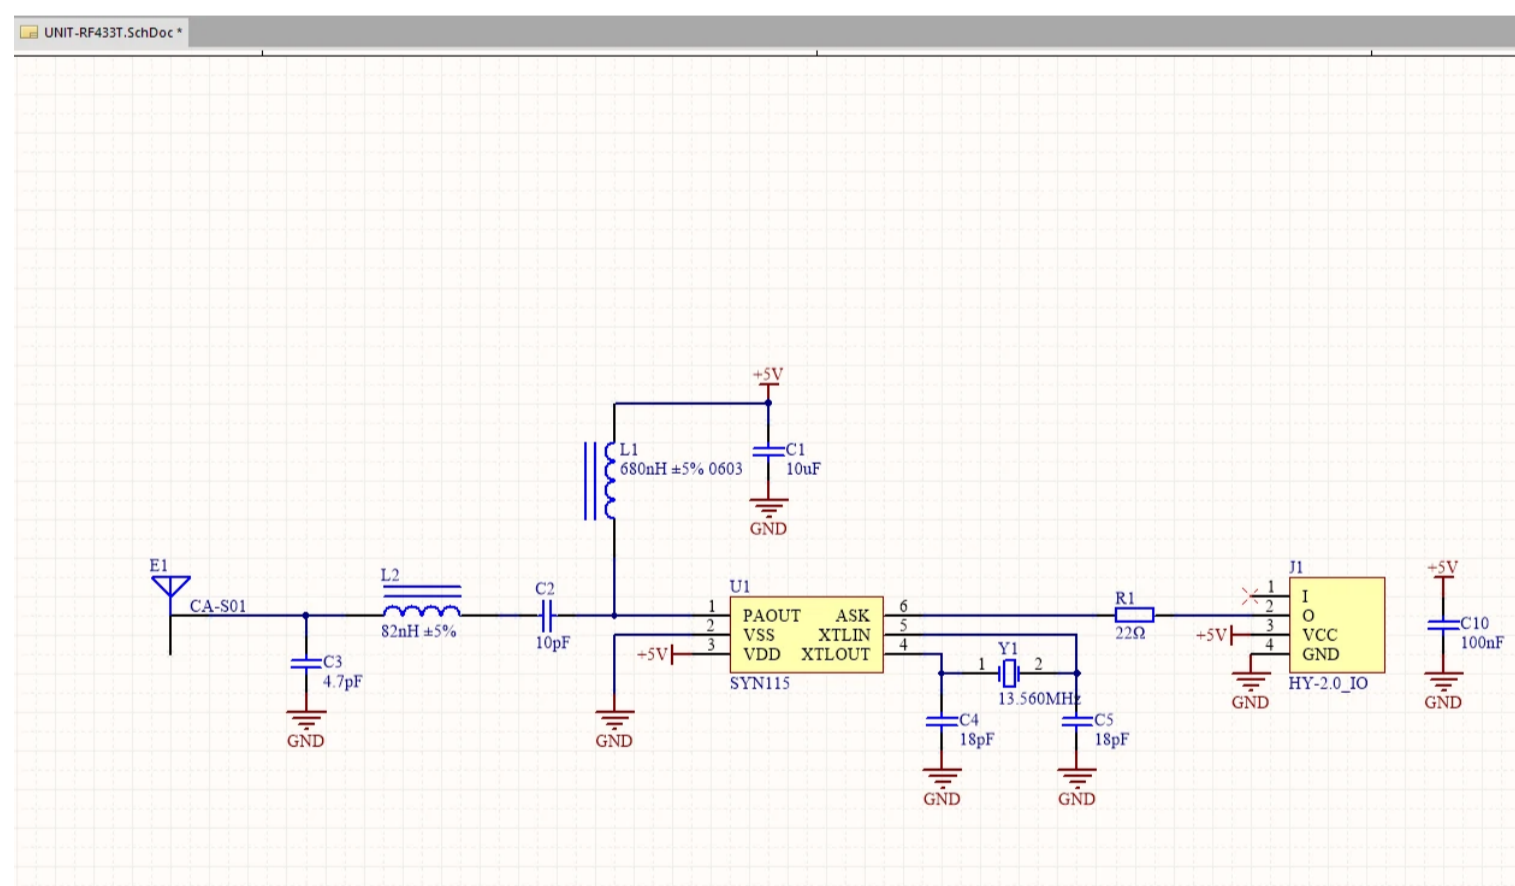 UNIT-RF433T.SchDoc *
+5V
L1
680nH ±5% 0603
C1
10uF
GND
E1
CA-S01
L2
82nH ±5%
C2
10pF
C3
4.7pF
GND
GND
U1
1 PAOUT ASK 6
2 VSS XTLIN 5
+5V 3 VDD XTLOUT 4
SYN115
Y1
1 2
13.560MHz
C4
18pF
GND
C5
18pF
GND
R1
22Ω
J1
1 I
2 O
+5V 3 VCC
4 GND
HY-2.0_IO
GND
+5V
C10
100nF
GND